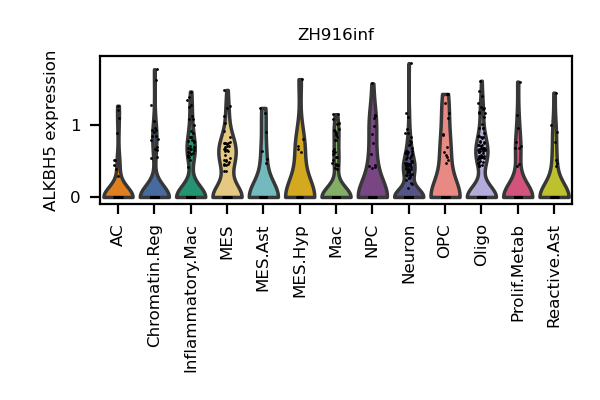 ZH916inf
ALKBH5 expression
1
0
AC
Chromatin.Reg
Inflammatory.Mac
MES
MES.Ast
MES.Hyp
Mac
NPC
Neuron
OPC
Oligo
Prolif.Metab
Reactive.Ast